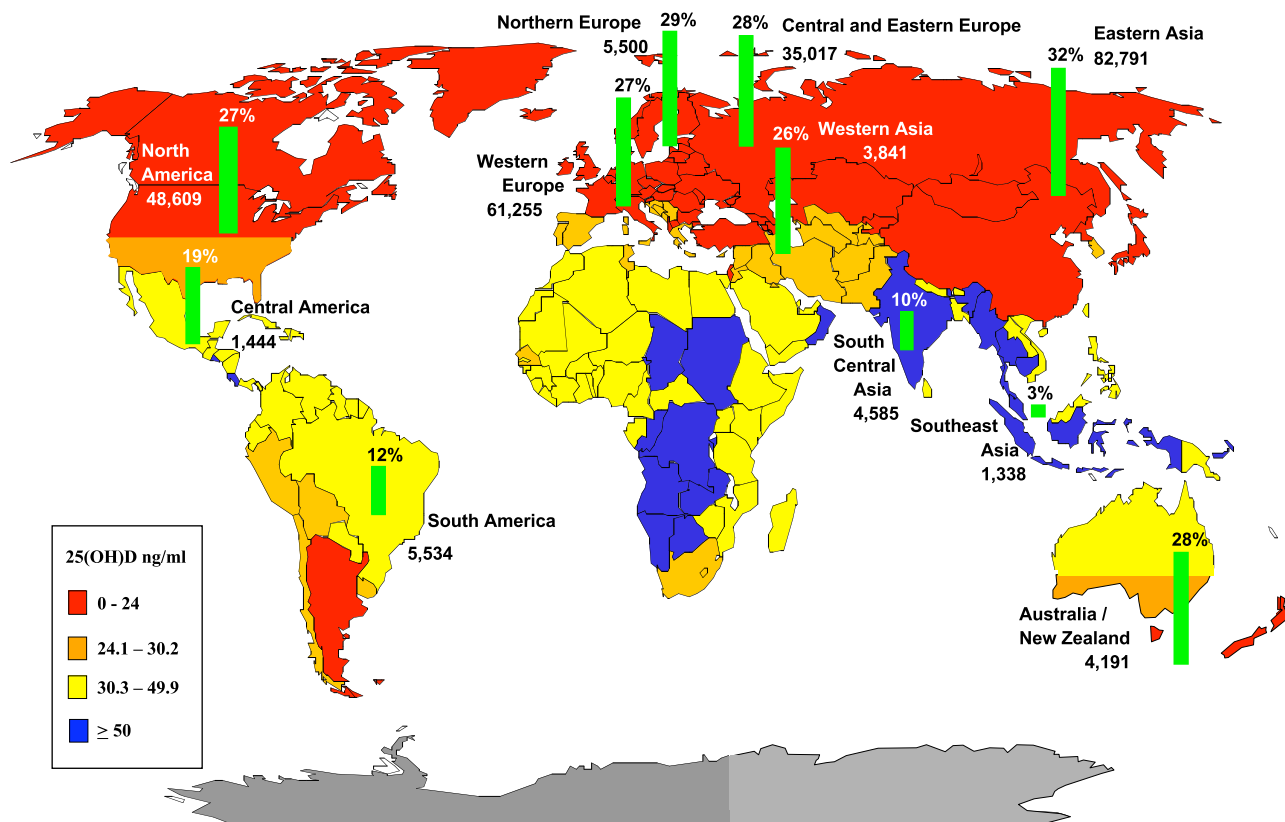 Northern Europe
5,500
29%
28%
Central and Eastern Europe
35,017
Eastern Asia
82,791
32%
27%
27%
North
America
48,609
Western
Europe
61,255
26%
Western Asia
3,841
19%
Central America
1,444
10%
South
Central
Asia
4,585
3%
Southeast
Asia
1,338
12%
South America
5,534
28%
Australia /
New Zealand
4,191
25(OH)D ng/ml
0 - 24
24.1 – 30.2
30.3 – 49.9
≥ 50